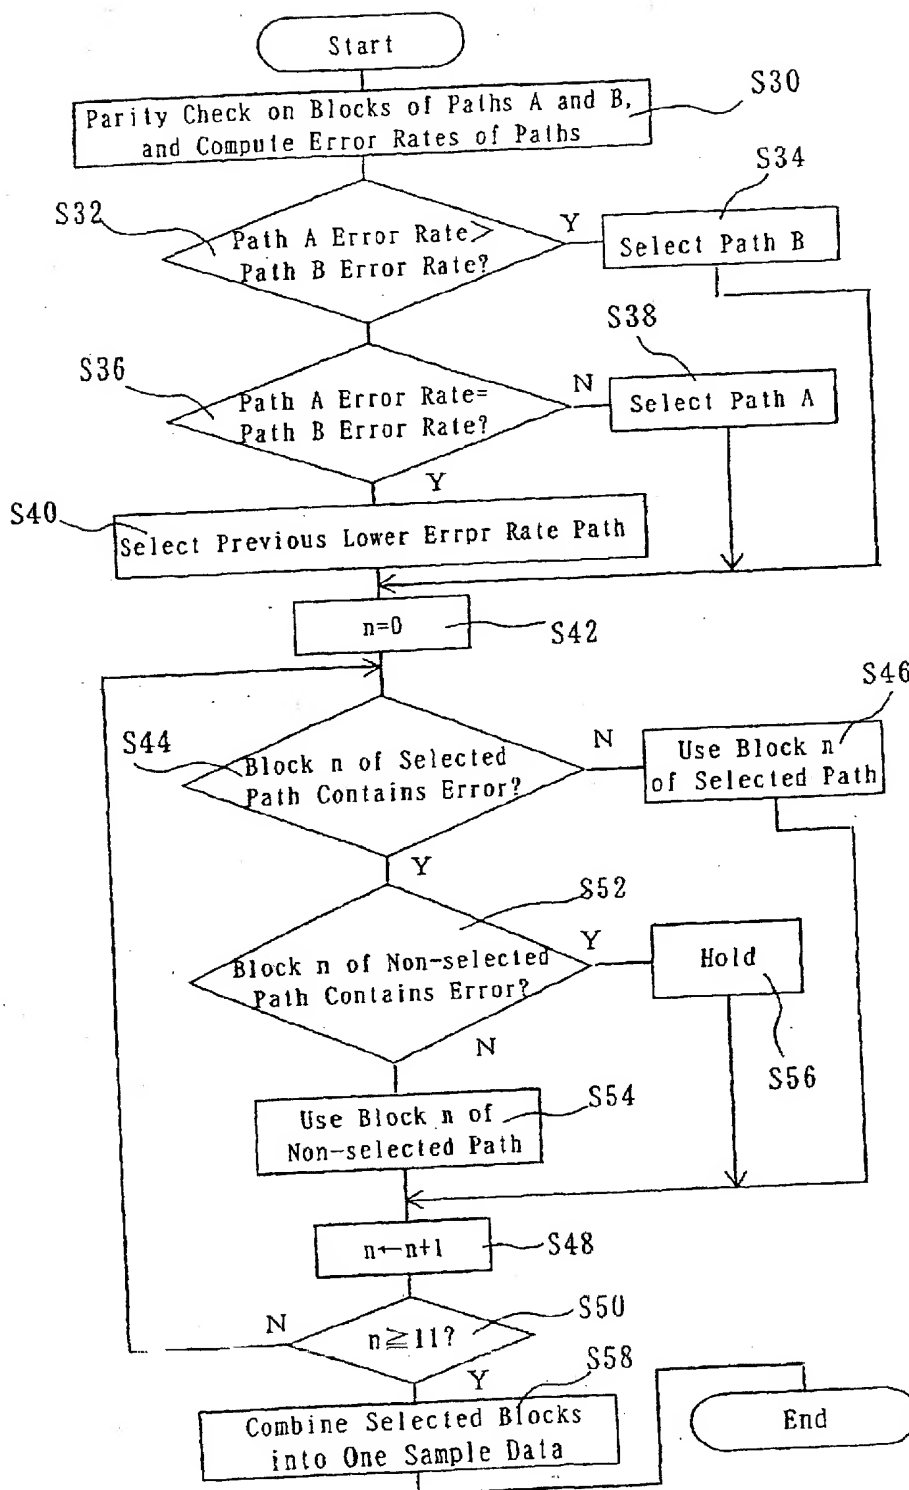 Start
Parity Check on Blocks of Paths A and B,
and Compute Error Rates of Paths
S30
S32
Path A Error Rate>
Path B Error Rate?
Y
S34
Select Path B
S36
Path A Error Rate=
Path B Error Rate?
N
S38
Select Path A
Y
S40
Select Previous Lower Errpr Rate Path
n=0
S42
S44
Block n of Selected
Path Contains Error?
N
S46
Use Block n
of Selected Path
Y
S52
Block n of Non-selected
Path Contains Error?
Y
Hold
S56
N
Use Block n of
Non-selected Path
S54
n←n+1
S48
n≧11?
S50
N
Y
S58
Combine Selected Blocks
into One Sample Data
End